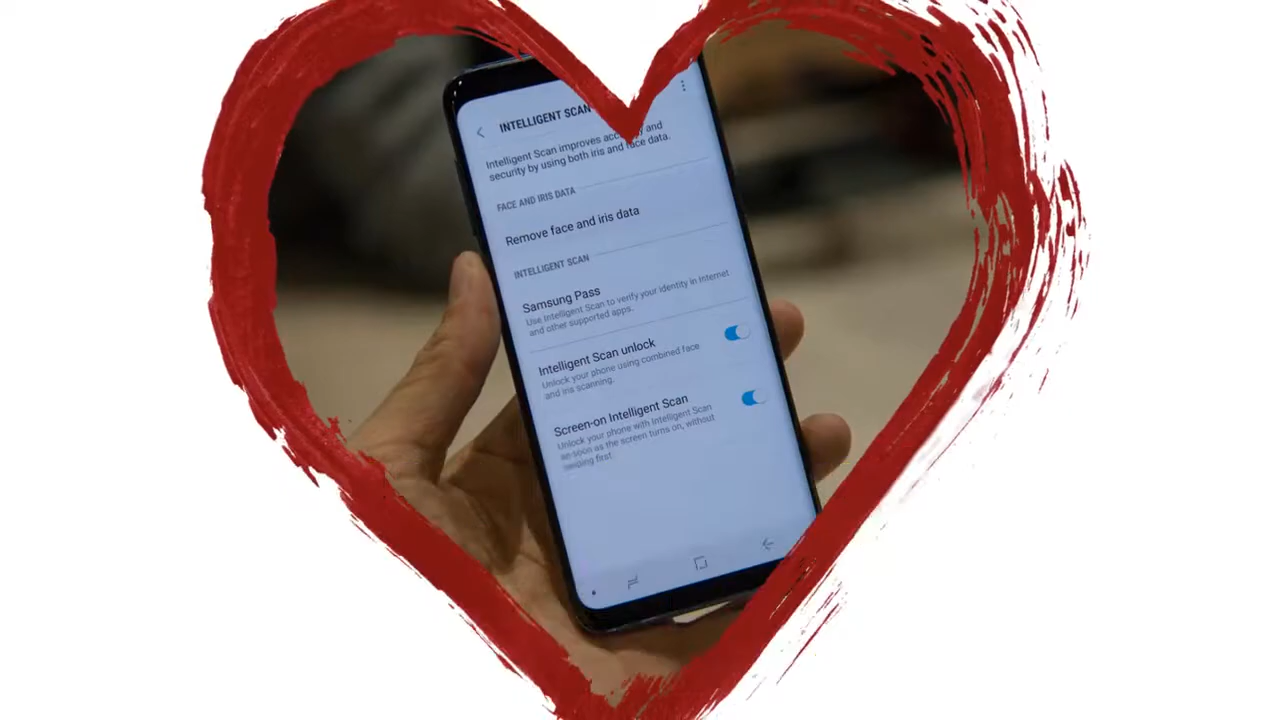 INTELLIGENT SCAN
Intelligent Scan improves accuracy and
security by using both iris and face data.
FACE AND IRIS DATA
Remove face and iris data
INTELLIGENT SCAN
Samsung Pass
Use Intelligent Scan to verify your identity in Internet
and other supported apps.
Intelligent Scan unlock
Unlock your phone using combined face
and iris scanning.
Screen-on Intelligent Scan
Unlock your phone with Intelligent Scan
as soon as the screen turns on, without
swiping first.